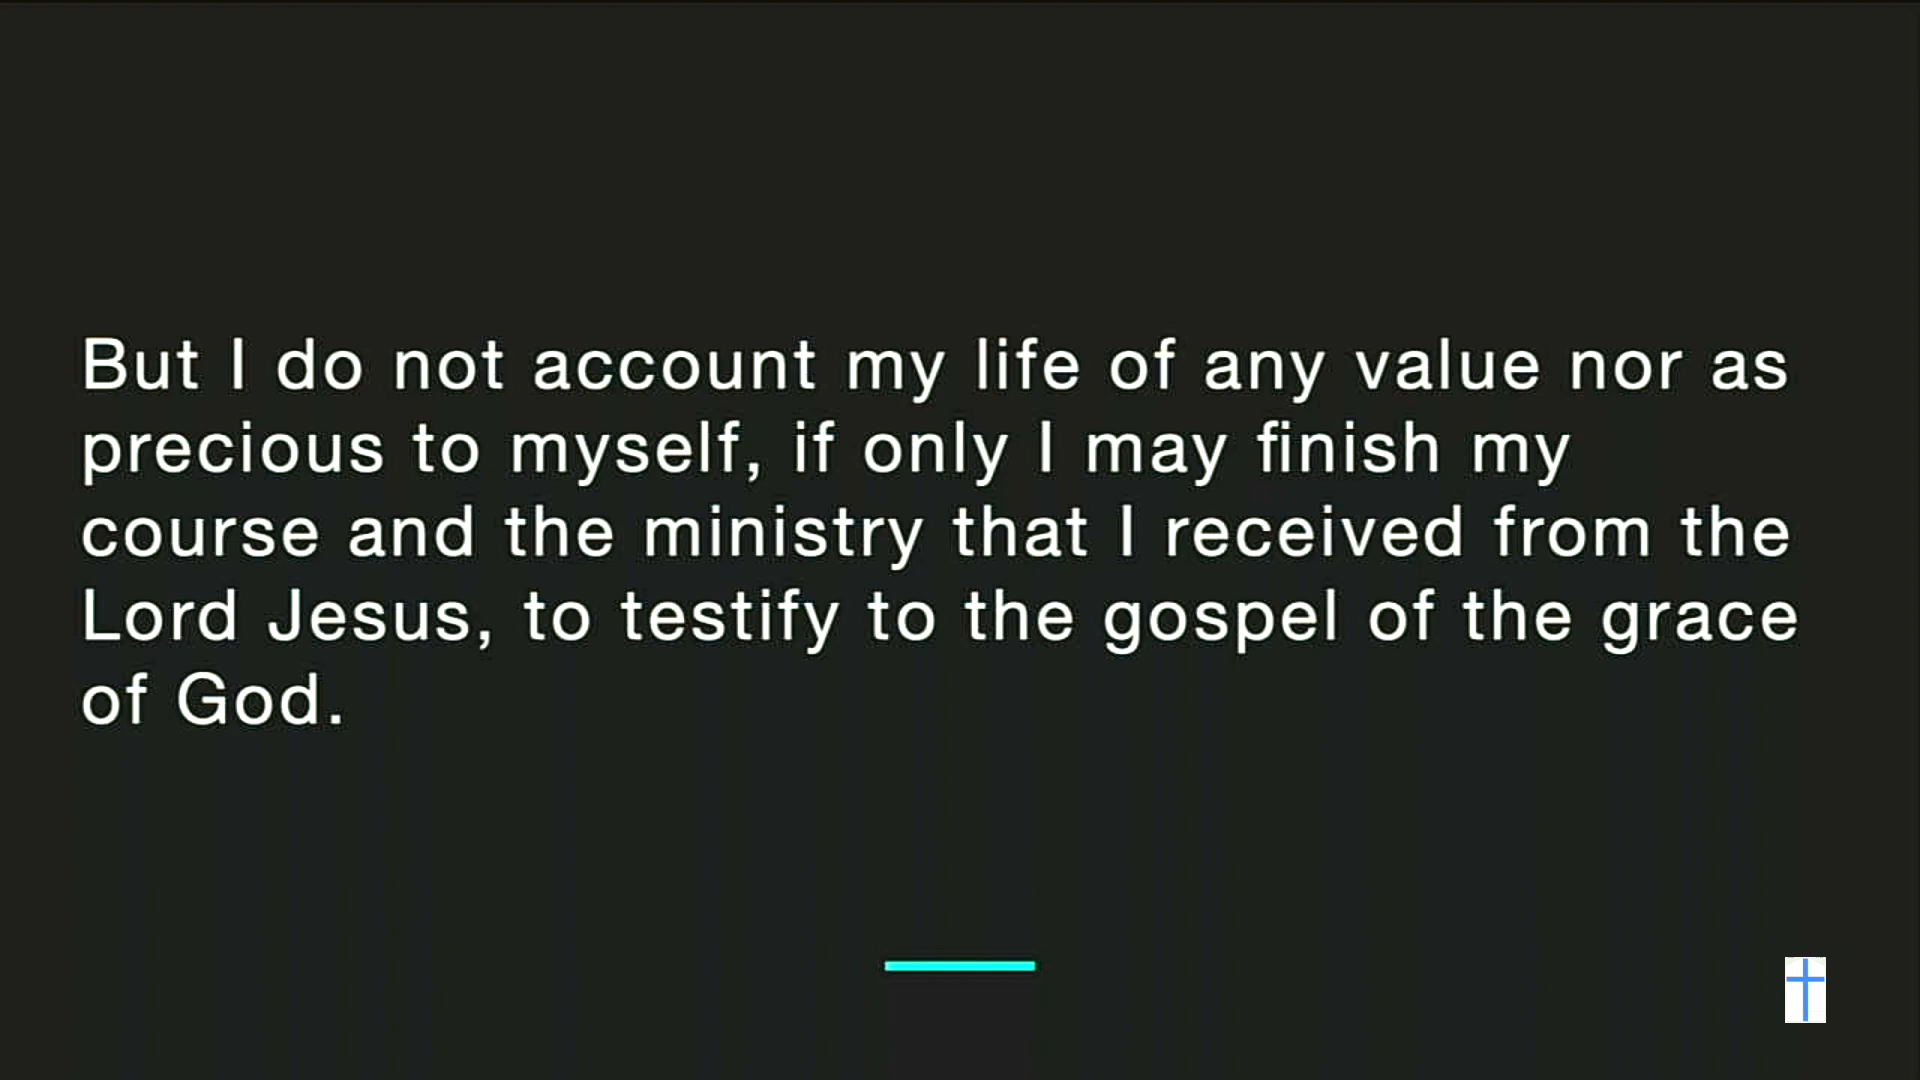 But I do not account my life of any value nor as
precious to myself, if only I may finish my
course and the ministry that I received from the
Lord Jesus, to testify to the gospel of the grace
of God.